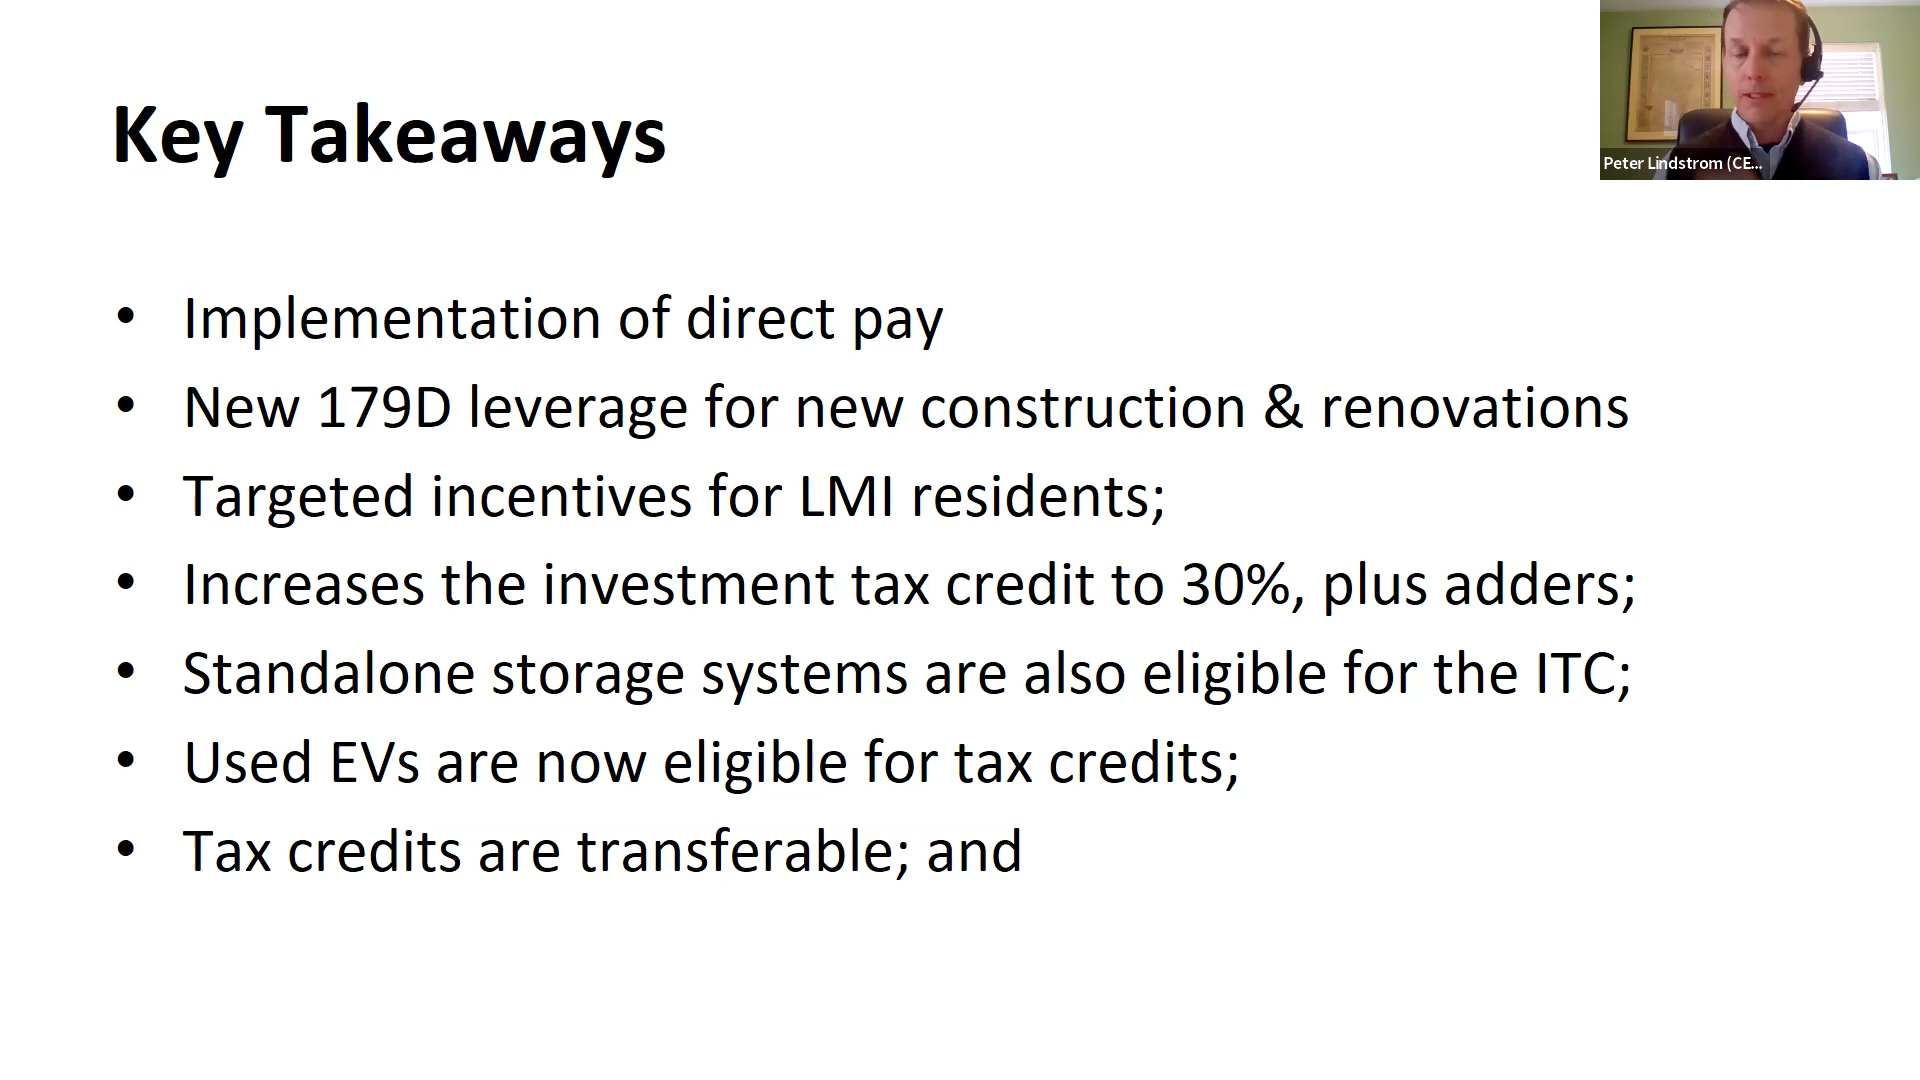 Key Takeaways
Peter Lindstrom (CE...
• Implementation of direct pay
• New 179D leverage for new construction & renovations
• Targeted incentives for LMI residents;
• Increases the investment tax credit to 30%, plus adders;
• Standalone storage systems are also eligible for the ITC;
• Used EVs are now eligible for tax credits;
• Tax credits are transferable; and